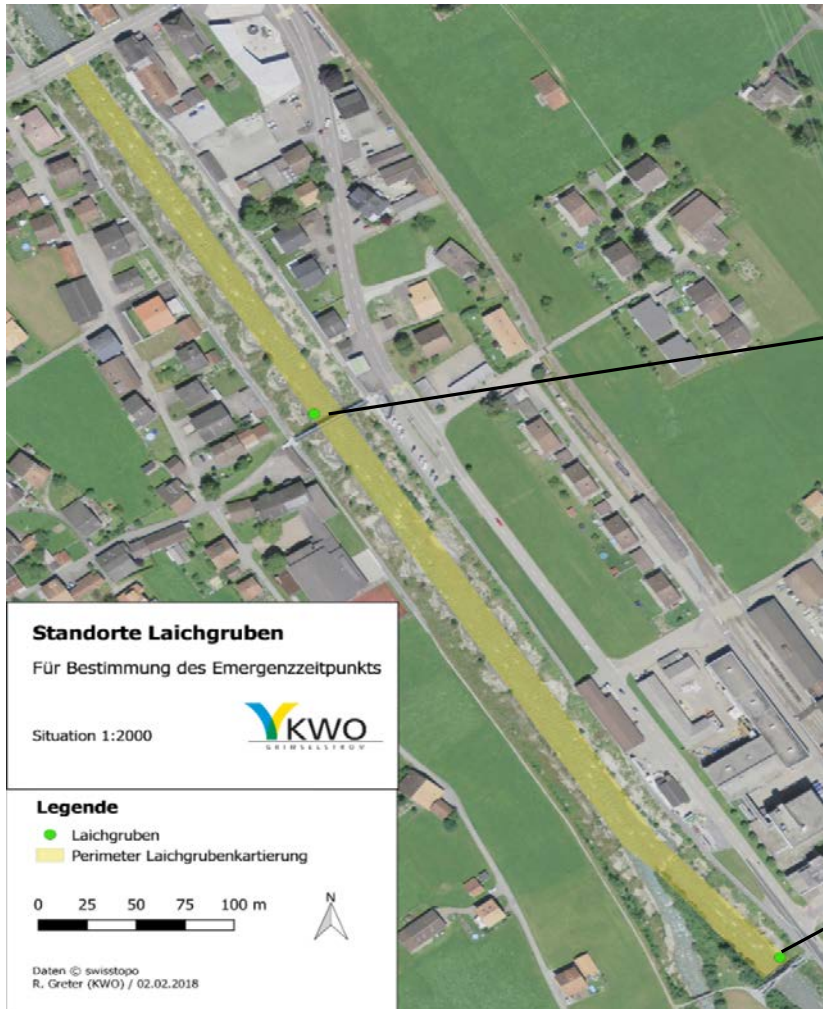 Standorte Laichgruben
Für Bestimmung des Emergenzzeitpunkts
Situation 1:2000
KWO
GRIMSELSTROM
Legende
Laichgruben
Perimeter Laichgrubenkartierung
0 25 50 75 100 m
N
Daten © swisstopo
R. Greter (KWO) / 02.02.2018